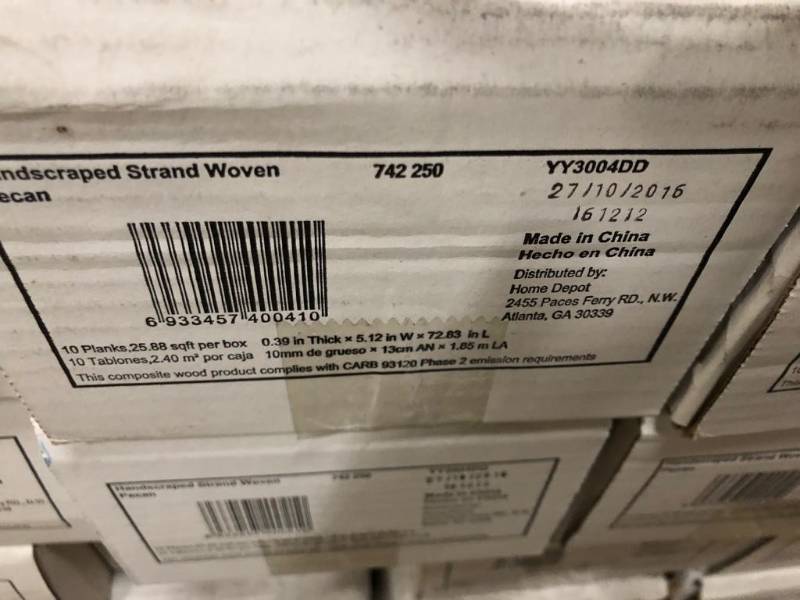 ndscraped Strand Woven 742 250 YY3004DD
ecan 27/10/2016
161212
Made in China
Hecho en China
Distributed by:
Home Depot
2455 Paces Ferry RD., N.W.
Atlanta, GA 30339
6 933457 400410
10 Planks,25.88 sqft per box 0.39 in Thick × 5.12 in W × 72.83 in L
10 Tablones,2.40 m² por caja 10mm de grueso × 13cm AN × 1.85 m LA
This composite wood product complies with CARB 93120 Phase 2 emission requirements
Handscraped Strand Woven 742 250
Pecan